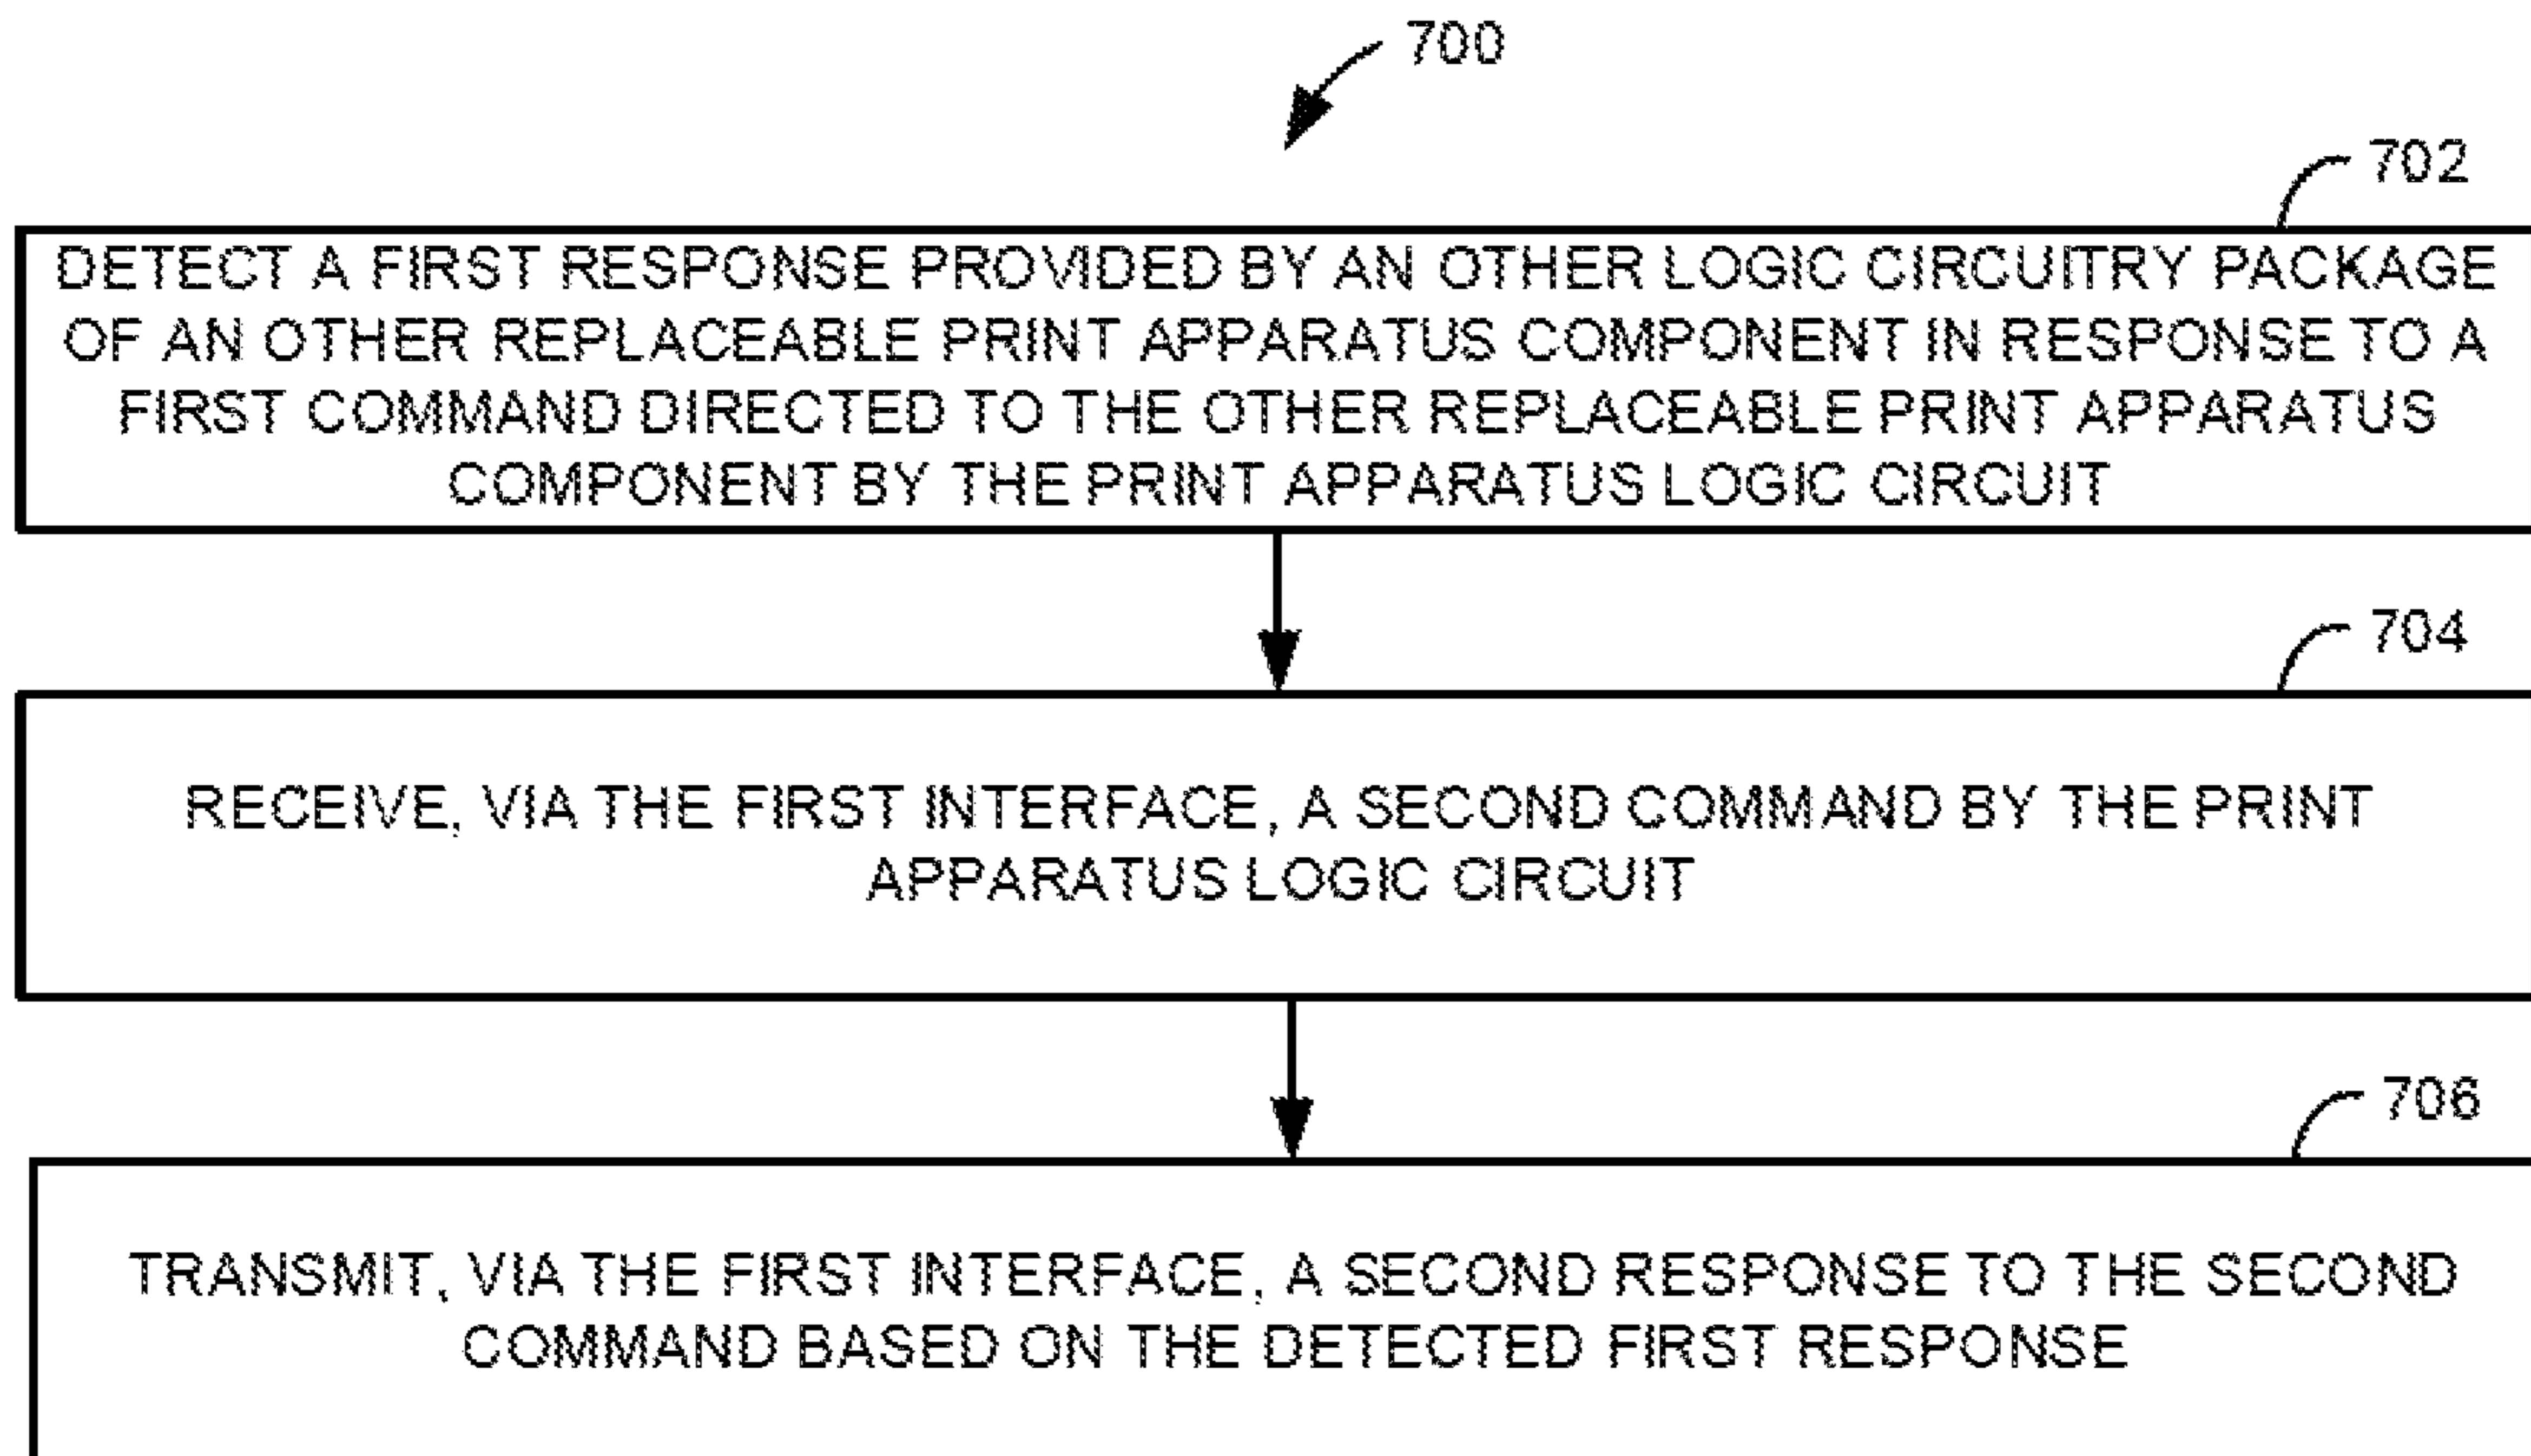 700
702
DETECT A FIRST RESPONSE PROVIDED BY AN OTHER LOGIC CIRCUITRY PACKAGE
OF AN OTHER REPLACEABLE PRINT APPARATUS COMPONENT IN RESPONSE TO A
FIRST COMMAND DIRECTED TO THE OTHER REPLACEABLE PRINT APPARATUS
COMPONENT BY THE PRINT APPARATUS LOGIC CIRCUIT
704
RECEIVE, VIA THE FIRST INTERFACE, A SECOND COMMAND BY THE PRINT
APPARATUS LOGIC CIRCUIT
706
TRANSMIT, VIA THE FIRST INTERFACE, A SECOND RESPONSE TO THE SECOND
COMMAND BASED ON THE DETECTED FIRST RESPONSE